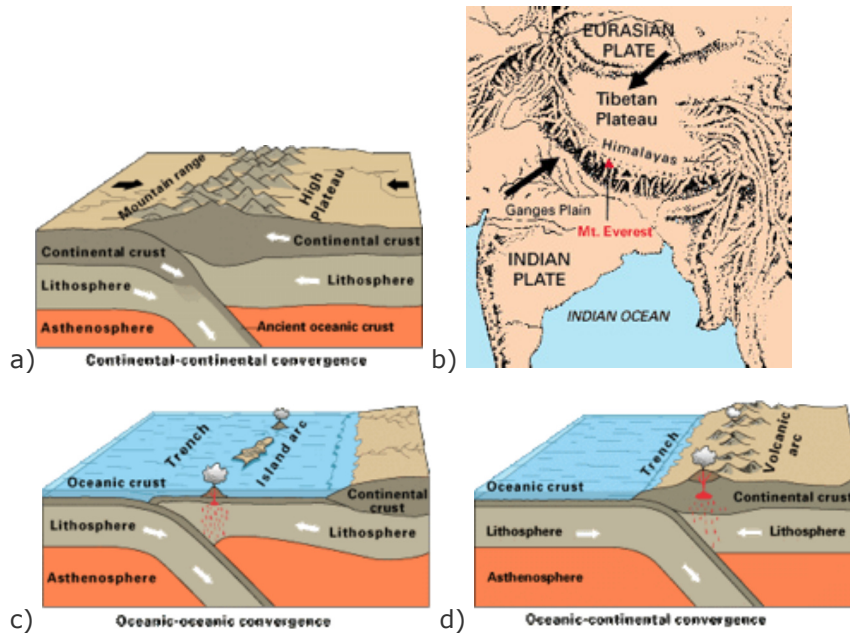 Mountain range
High
Plateau
Continental crust
Continental crust
Lithosphere
Lithosphere
Asthenosphere
Ancient oceanic crust
a)
Continental-continental convergence
EURASIAN
PLATE
Tibetan
Plateau
Himalayas
Ganges Plain
Mt. Everest
INDIAN
PLATE
INDIAN OCEAN
b)
Trench
Island arc
Oceanic crust
Continental
crust
Lithosphere
Lithosphere
Asthenosphere
c)
Oceanic-oceanic convergence
Trench
Volcanic
arc
Oceanic crust
Continental crust
Lithosphere
Lithosphere
Asthenosphere
d)
Oceanic-continental convergence